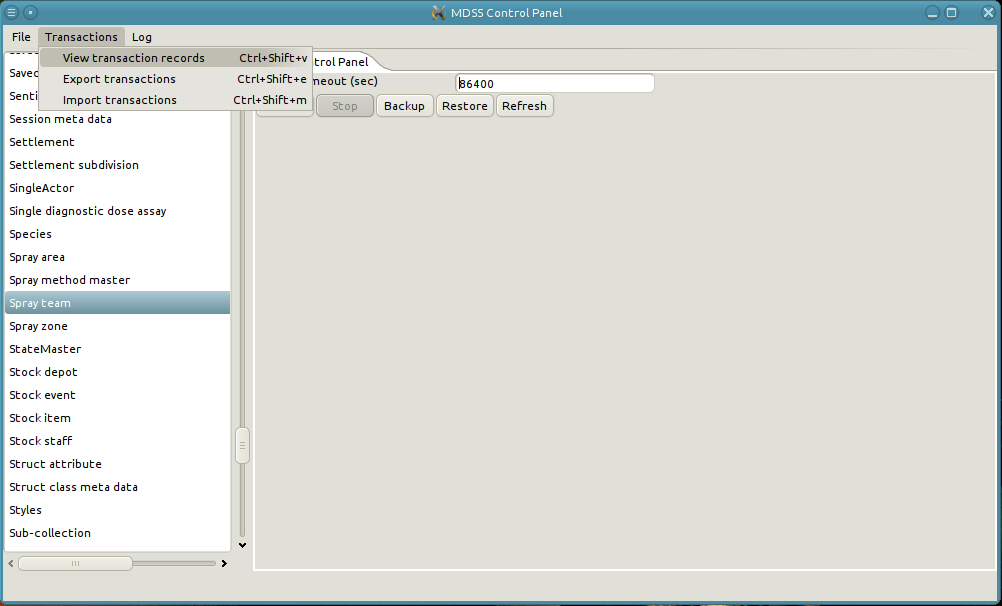 MDSS Control Panel
File Transactions Log
View transaction records Ctrl+Shift+v
Export transactions Ctrl+Shift+e
Import transactions Ctrl+Shift+m
trol Panel
meout (sec) 86400
Stop Backup Restore Refresh
Saved
Senti
Session meta data
Settlement
Settlement subdivision
SingleActor
Single diagnostic dose assay
Species
Spray area
Spray method master
Spray team
Spray zone
StateMaster
Stock depot
Stock event
Stock item
Stock staff
Struct attribute
Struct class meta data
Styles
Sub-collection